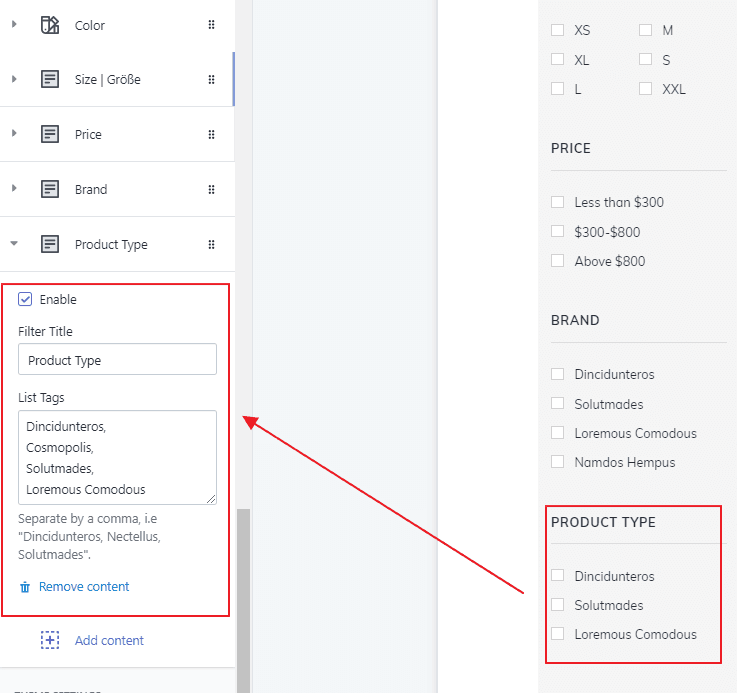 Color
Size | Größe
Price
Brand
Product Type
Enable
Filter Title
Product Type
List Tags
Dincidunteros,
Cosmopolis,
Solutmades,
Loremous Comodous
Separate by a comma, i.e
"Dincidunteros, Nectellus,
Solutmades".
Remove content
Add content
XS M
XL S
L XXL
PRICE
Less than $300
$300-$800
Above $800
BRAND
Dincidunteros
Solutmades
Loremous Comodous
Namdos Hempus
PRODUCT TYPE
Dincidunteros
Solutmades
Loremous Comodous